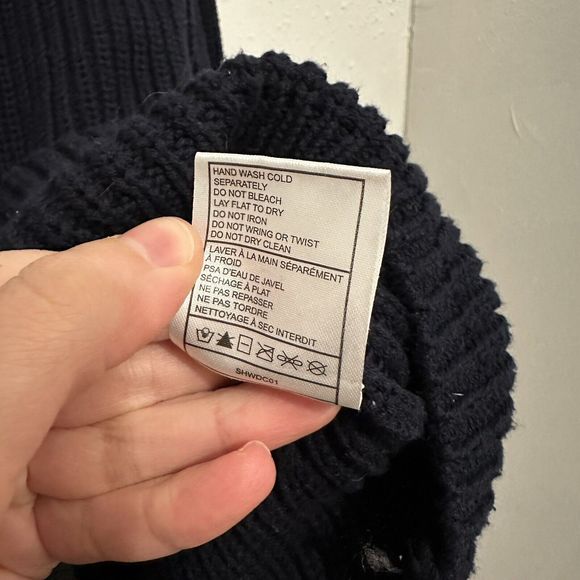 HAND WASH COLD
SEPARATELY
DO NOT BLEACH
LAY FLAT TO DRY
DO NOT IRON
DO NOT WRING OR TWIST
DO NOT DRY CLEAN
LAVER À LA MAIN SÉPARÉMENT
À FROID
PSA D'EAU DE JAVEL
SÉCHAGE À PLAT
NE PAS REPASSER
NE PAS TORDRE
NETTOYAGE À SEC INTERDIT
SHWDC01